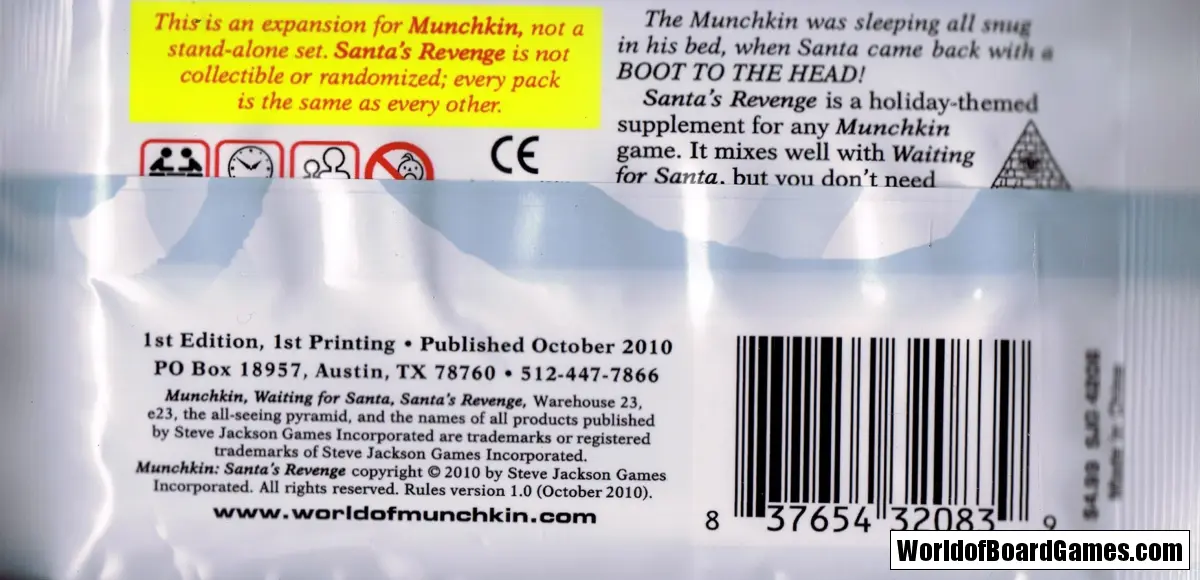 This is an expansion for Munchkin, not a
stand-alone set. Santa's Revenge is not
collectible or randomized; every pack
is the same as every other.
CE
The Munchkin was sleeping all snug
in his bed, when Santa came back with a
BOOT TO THE HEAD!
Santa's Revenge is a holiday-themed
supplement for any Munchkin
game. It mixes well with Waiting
for Santa, but you don't need
1st Edition, 1st Printing • Published October 2010
PO Box 18957, Austin, TX 78760 • 512-447-7866
Munchkin, Waiting for Santa, Santa's Revenge, Warehouse 23,
e23, the all-seeing pyramid, and the names of all products published
by Steve Jackson Games Incorporated are trademarks or registered
trademarks of Steve Jackson Games Incorporated.
Munchkin: Santa's Revenge copyright © 2010 by Steve Jackson Games
Incorporated. All rights reserved. Rules version 1.0 (October 2010).
www.worldofmunchkin.com
8 37654 32083 9
$4.99 SJG 4208
Made in China
WorldofBoardGames.com